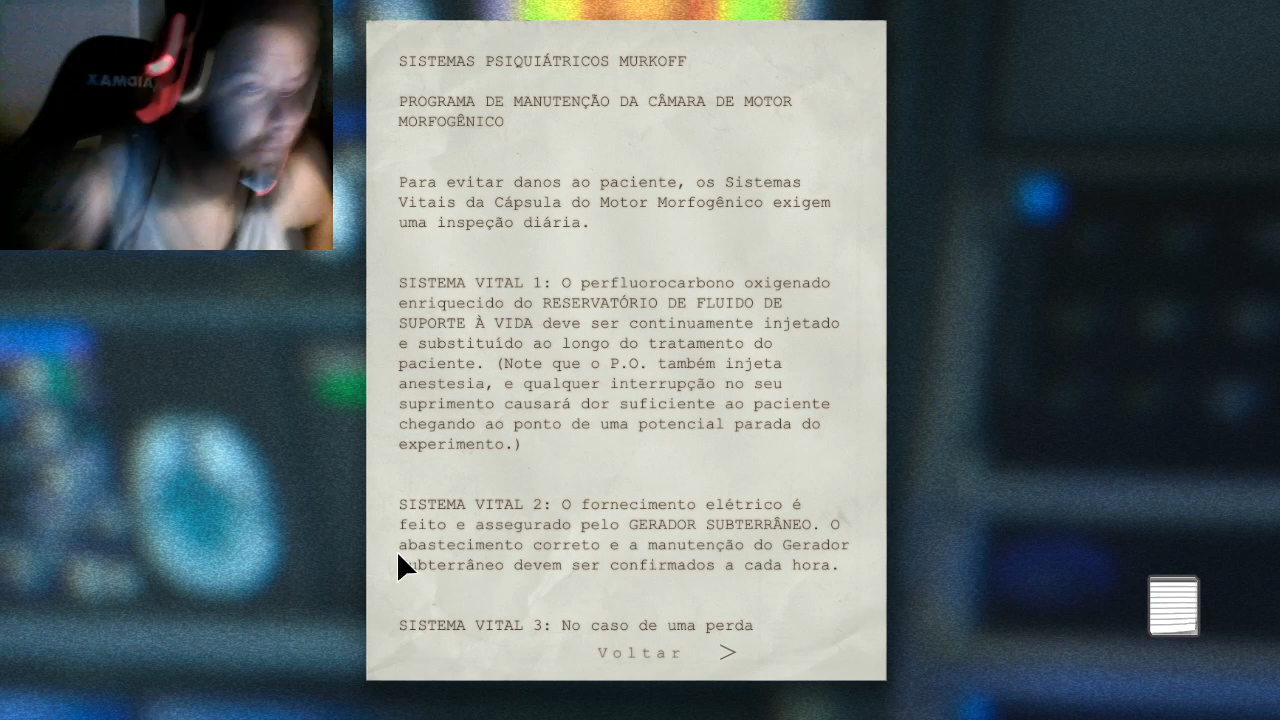 XAMDIA
SISTEMAS PSIQUIÁTRICOS MURKOFF
PROGRAMA DE MANUTENÇÃO DA CÂMARA DE MOTOR
MORFOGÊNICO
Para evitar danos ao paciente, os Sistemas
Vitais da Cápsula do Motor Morfogênico exigem
uma inspeção diária.
SISTEMA VITAL 1: O perfluorocarbono oxigenado
enriquecido do RESERVATÓRIO DE FLUIDO DE
SUPORTE À VIDA deve ser continuamente injetado
e substituído ao longo do tratamento do
paciente. (Note que o P.O. também injeta
anestesia, e qualquer interrupção no seu
suprimento causará dor suficiente ao paciente
chegando ao ponto de uma potencial parada do
experimento.)
SISTEMA VITAL 2: O fornecimento elétrico é
feito e assegurado pelo GERADOR SUBTERRÂNEO. O
abastecimento correto e a manutenção do Gerador
Subterrâneo devem ser confirmados a cada hora.
SISTEMA VITAL 3: No caso de uma perda
Voltar >